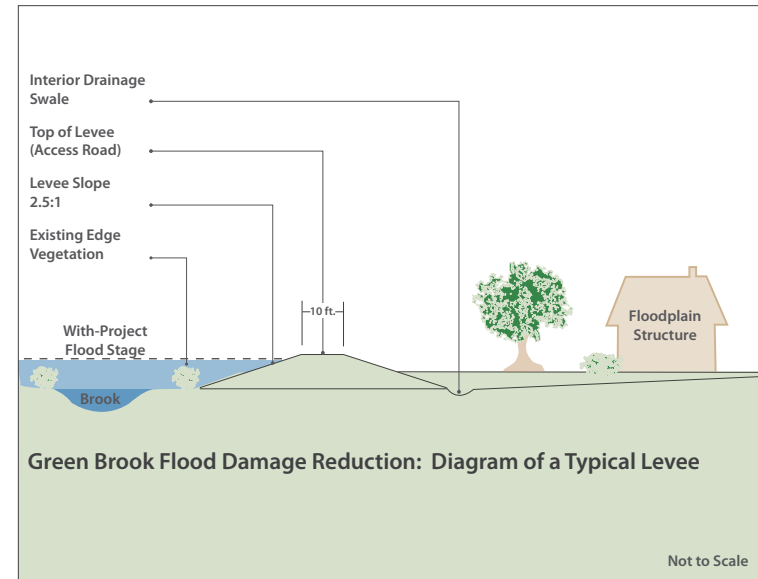 Interior Drainage
Swale
Top of Levee
(Access Road)
Levee Slope
2.5:1
Existing Edge
Vegetation
10 ft.
With-Project
Flood Stage
Floodplain
Structure
Brook
Green Brook Flood Damage Reduction: Diagram of a Typical Levee
Not to Scale